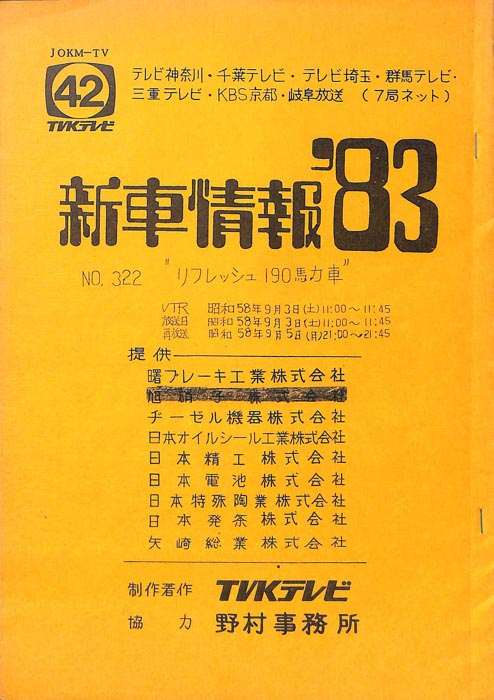 JOKM-TV
42
TVKテレビ
テレビ神奈川・千葉テレビ・テレビ埼玉・群馬テレビ・
三重テレビ・KBS京都・岐阜放送 (7局ネット)
新車情報'83
NO. 322 "リフレッシュ190馬力車"
VTR 昭和58年9月3日(土)11:00～11:45
放送日 昭和58年9月3日(土)11:00～11:45
再放送 昭和58年9月5日(月)21:00～21:45
提供
曙ブレーキ工業株式会社
旭硝子株式会社
ヂーゼル機器株式会社
日本オイルシール工業株式会社
日本精工株式会社
日本電池株式会社
日本特殊陶業株式会社
日本発条株式会社
矢崎総業株式会社
制作著作 TVKテレビ
協力 野村事務所